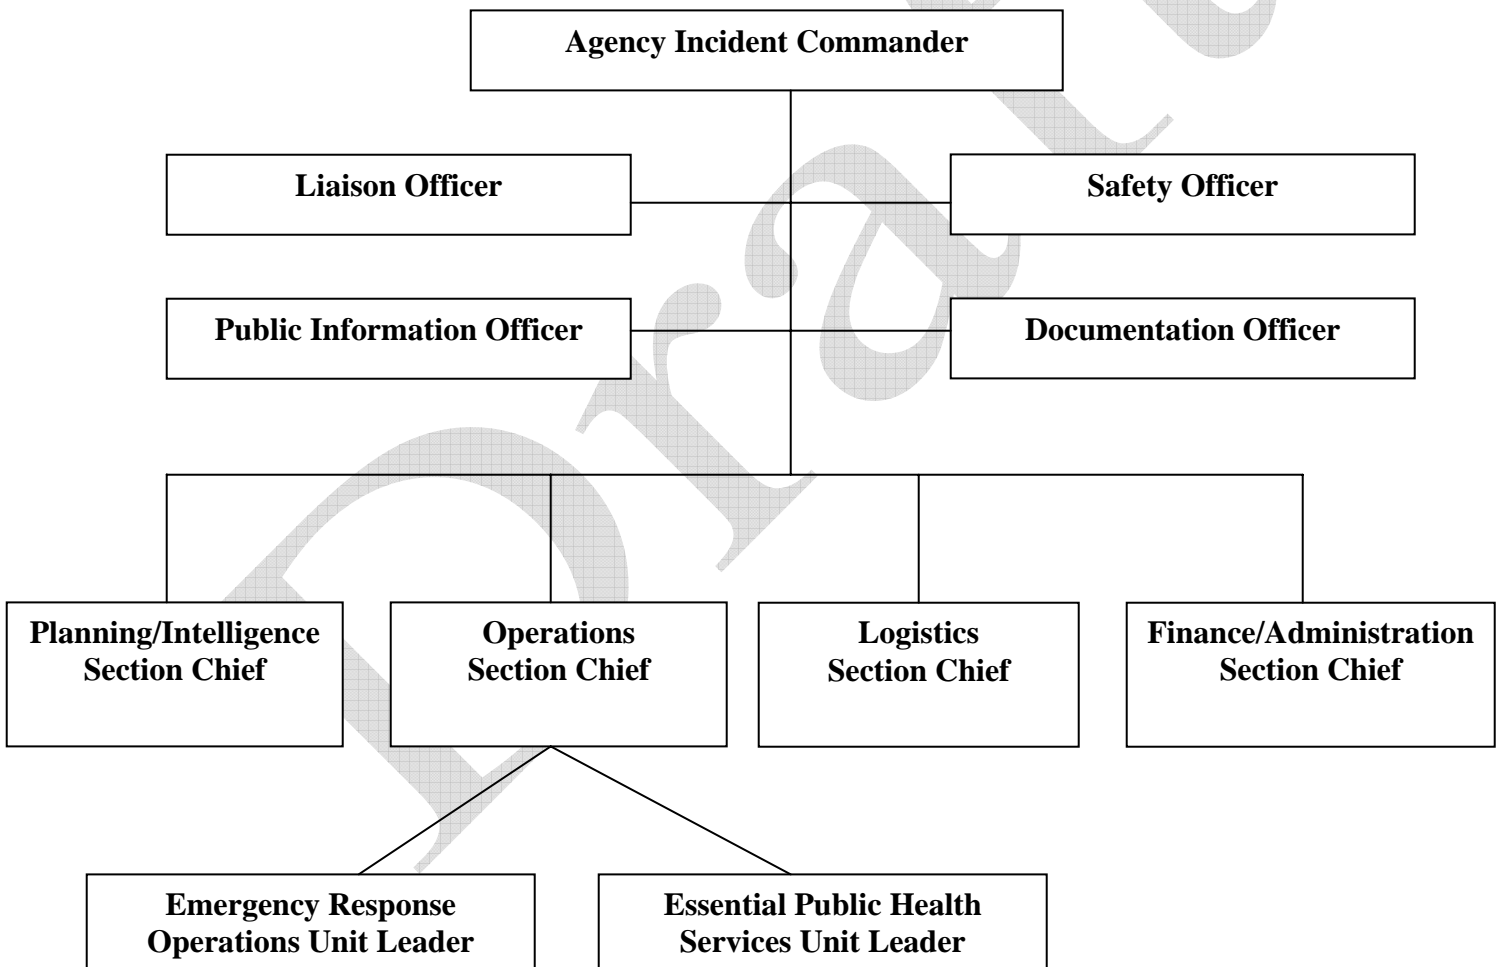 Agency Incident Commander
Liaison Officer
Safety Officer
Public Information Officer
Documentation Officer
Planning/Intelligence
Section Chief
Operations
Section Chief
Logistics
Section Chief
Finance/Administration
Section Chief
Emergency Response
Operations Unit Leader
Essential Public Health
Services Unit Leader
Draft